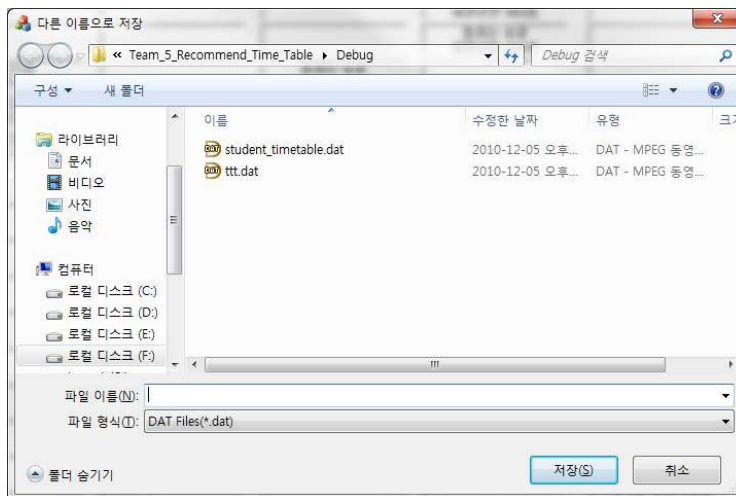 다른 이름으로 저장
« Team_5_Recommend_Time_Table ▸ Debug
Debug 검색
구성 ▼ 새 폴더
이름 수정한 날짜 유형 크기
student_timetable.dat 2010-12-05 오후... DAT - MPEG 동영...
ttt.dat 2010-12-05 오후... DAT - MPEG 동영...
라이브러리
문서
비디오
사진
음악
컴퓨터
로컬 디스크 (C:)
로컬 디스크 (D:)
로컬 디스크 (E:)
로컬 디스크 (F:)
파일 이름(N):
파일 형식(T): DAT Files(*.dat)
폴더 숨기기
저장(S) 취소